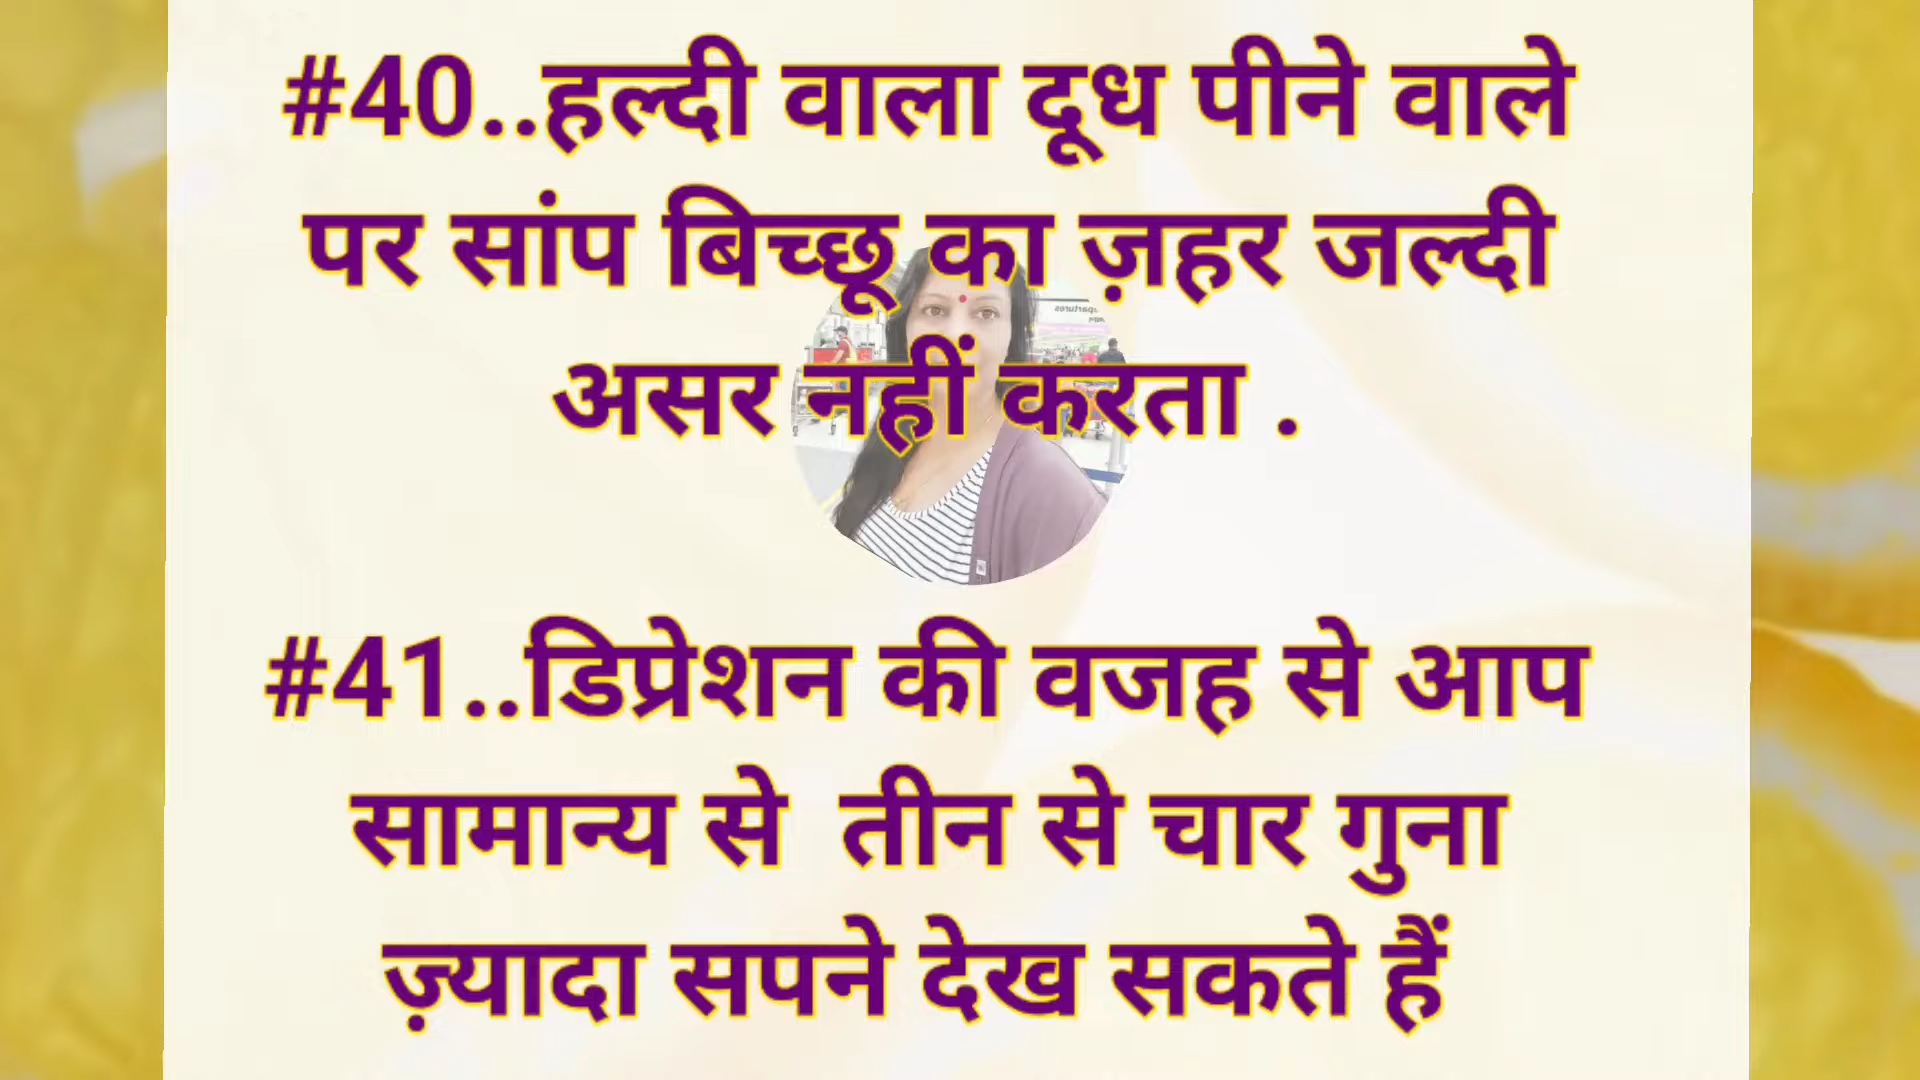 #40..हल्दी वाला दूध पीने वाले
पर सांप बिच्छू का ज़हर जल्दी
असर नहीं करता .
#41..डिप्रेशन की वजह से आप
सामान्य से तीन से चार गुना
ज़्यादा सपने देख सकते हैं